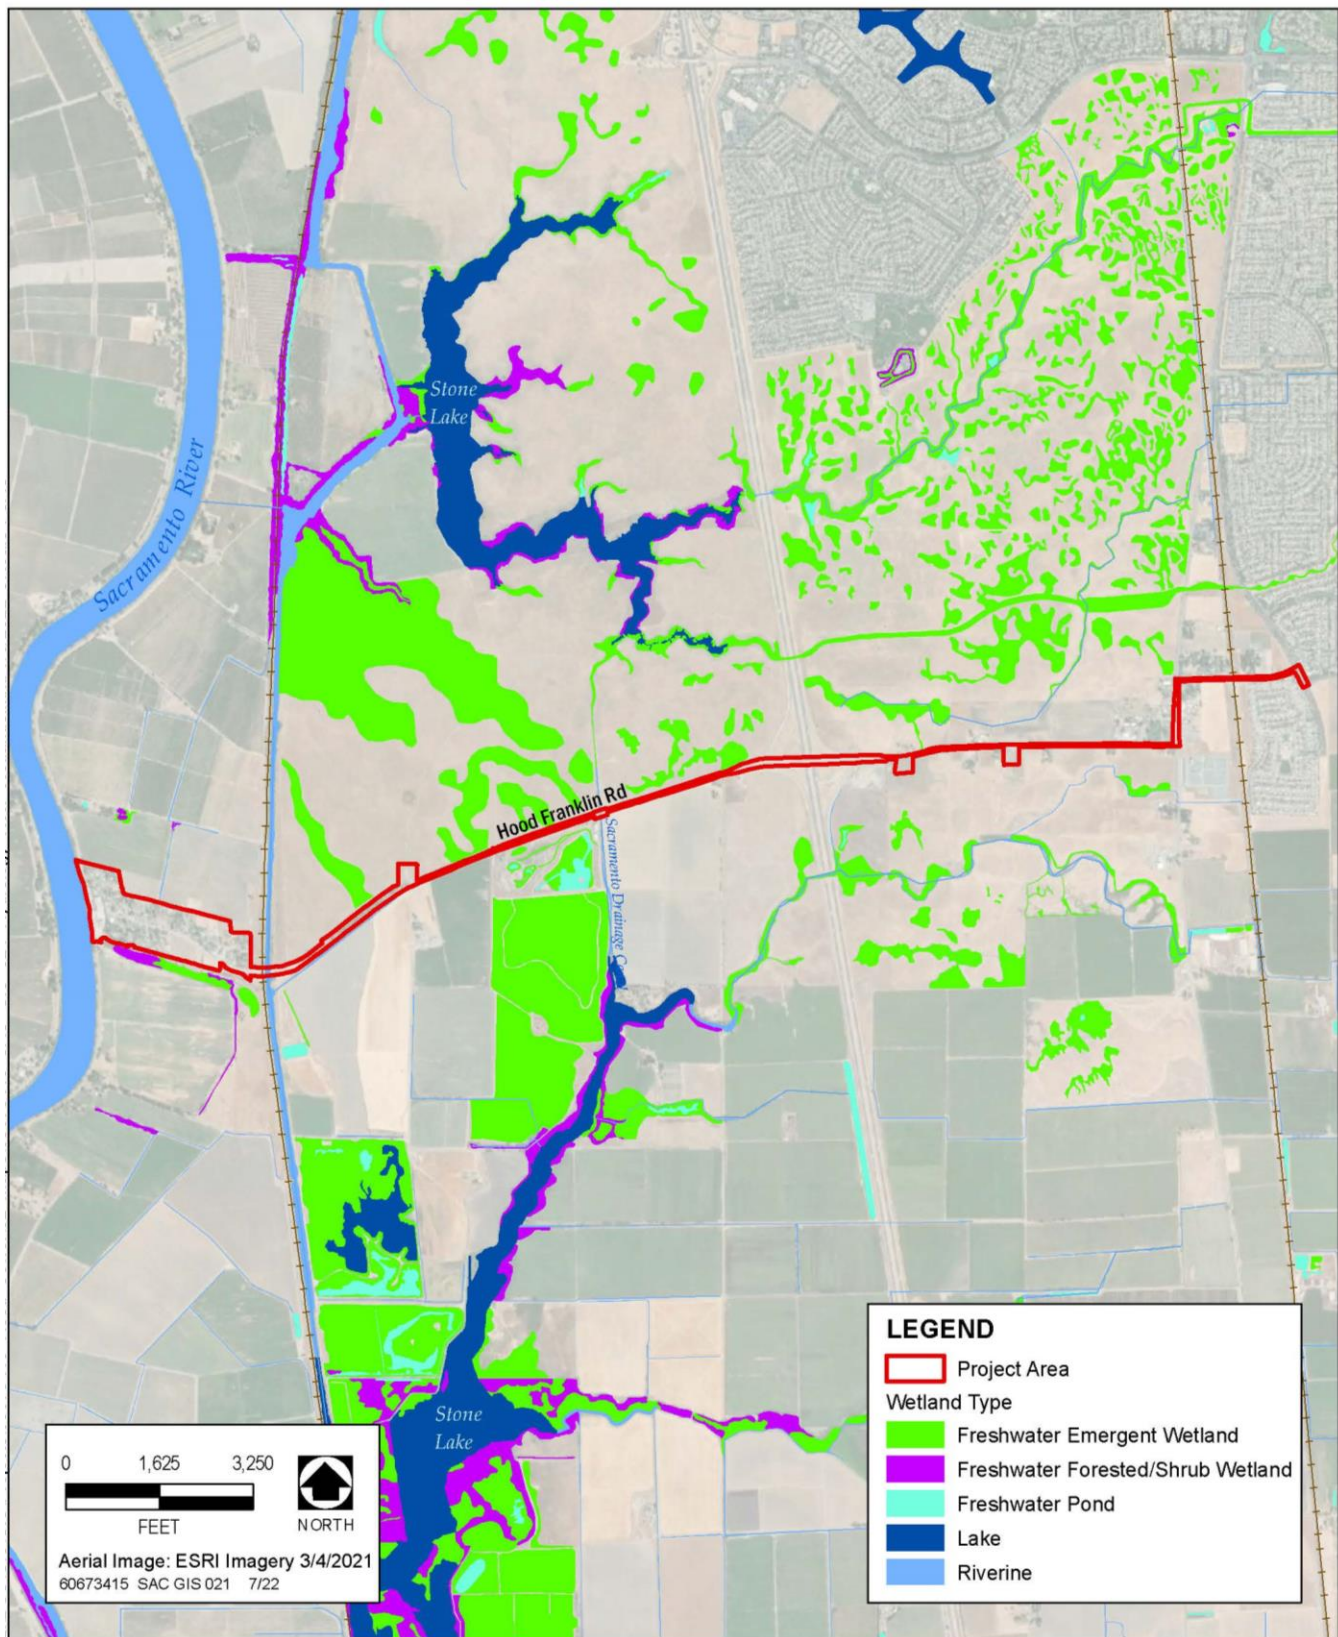 Stone
Lake
Sacramento River
Hood Franklin Rd
Sacramento Drainage
Stone
Lake
0 1,625 3,250
FEET
NORTH
Aerial Image: ESRI Imagery 3/4/2021
60673415 SAC GIS 021 7/22
LEGEND
Project Area
Wetland Type
Freshwater Emergent Wetland
Freshwater Forested/Shrub Wetland
Freshwater Pond
Lake
Riverine